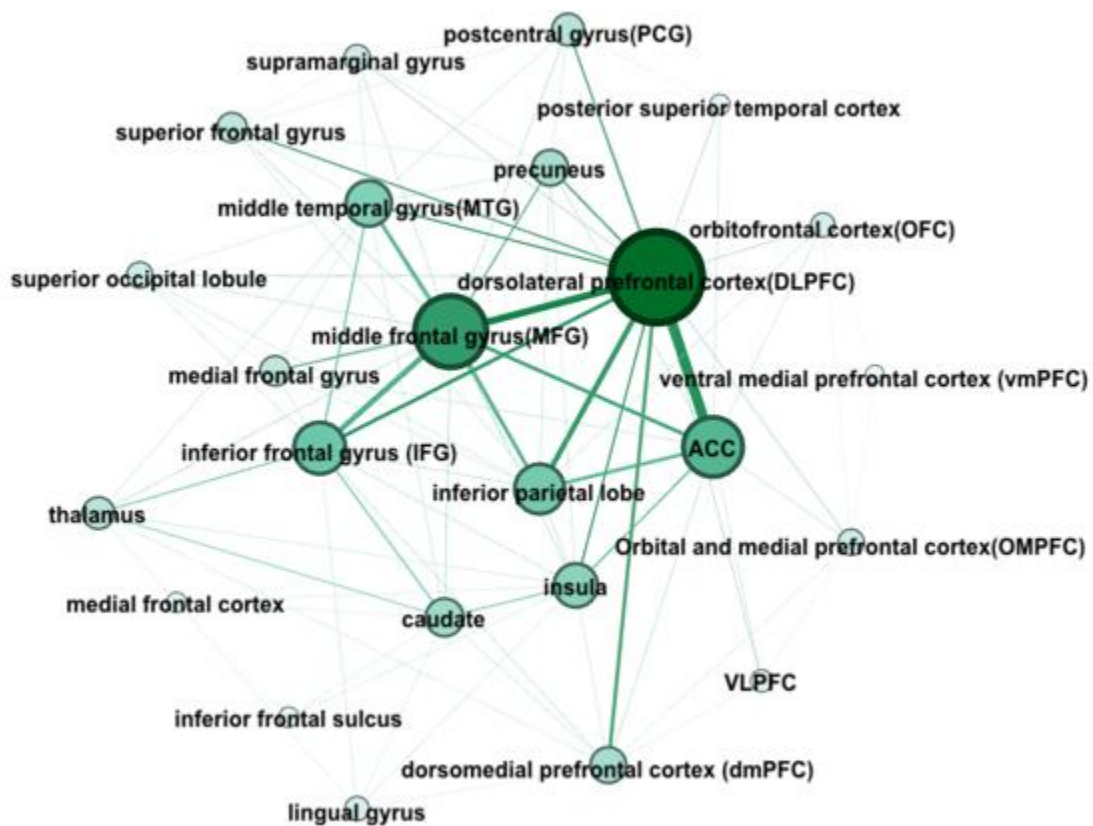 postcentral gyrus(PCG)
supramarginal gyrus
posterior superior temporal cortex
superior frontal gyrus
precuneus
middle temporal gyrus(MTG)
orbitofrontal cortex(OFC)
superior occipital lobule
dorsolateral prefrontal cortex(DLPFC)
middle frontal gyrus(MFG)
medial frontal gyrus
ventral medial prefrontal cortex (vmPFC)
inferior frontal gyrus (IFG)
ACC
inferior parietal lobe
thalamus
Orbital and medial prefrontal cortex(OMPFC)
insula
medial frontal cortex
caudate
VLPFC
inferior frontal sulcus
dorsomedial prefrontal cortex (dmPFC)
lingual gyrus